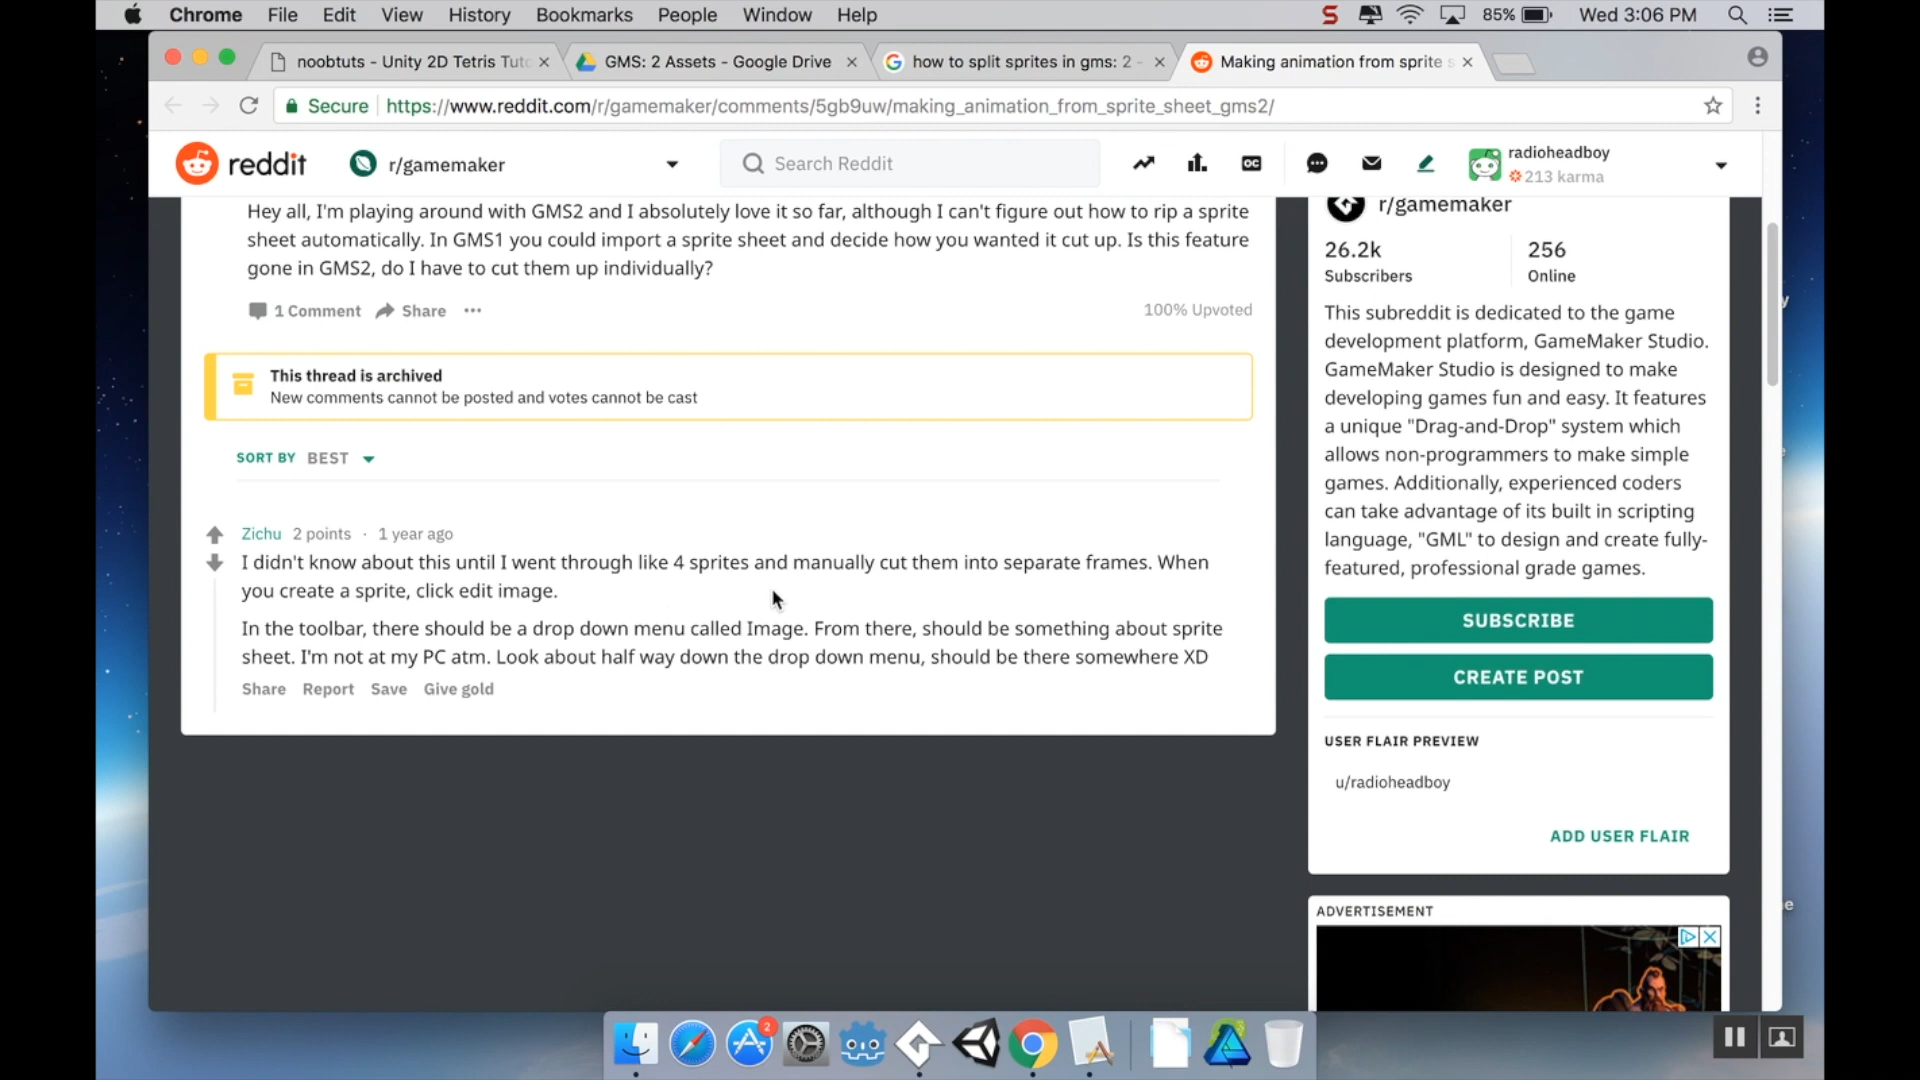 Chrome File Edit View History Bookmarks People Window Help 85% Wed 3:06 PM
noobtuts - Unity 2D Tetris Tut
GMS: 2 Assets - Google Drive
how to split sprites in gms: 2 -
Making animation from sprite s
Secure https://www.reddit.com/r/gamemaker/comments/5gb9uw/making_animation_from_sprite_sheet_gms2/
reddit r/gamemaker Search Reddit OC radioheadboy
213 karma
Hey all, I'm playing around with GMS2 and I absolutely love it so far, although I can't figure out how to rip a sprite
sheet automatically. In GMS1 you could import a sprite sheet and decide how you wanted it cut up. Is this feature
gone in GMS2, do I have to cut them up individually?
1 Comment Share 100% Upvoted
This thread is archived
New comments cannot be posted and votes cannot be cast
SORT BY BEST
Zichu 2 points · 1 year ago
I didn't know about this until I went through like 4 sprites and manually cut them into separate frames. When
you create a sprite, click edit image.
In the toolbar, there should be a drop down menu called Image. From there, should be something about sprite
sheet. I'm not at my PC atm. Look about half way down the drop down menu, should be there somewhere XD
Share Report Save Give gold
r/gamemaker
26.2k 256
Subscribers Online
This subreddit is dedicated to the game
development platform, GameMaker Studio.
GameMaker Studio is designed to make
developing games fun and easy. It features
a unique "Drag-and-Drop" system which
allows non-programmers to make simple
games. Additionally, experienced coders
can take advantage of its built in scripting
language, "GML" to design and create fully-
featured, professional grade games.
SUBSCRIBE
CREATE POST
USER FLAIR PREVIEW
u/radioheadboy
ADD USER FLAIR
ADVERTISEMENT
2